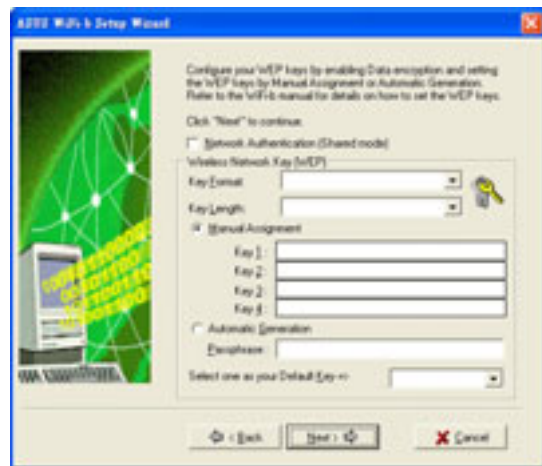 ASUS WiFi-b Setup Wizard
Configure your WEP keys by enabling Data encryption and setting
the WEP keys by Manual Assignment or Automatic Generation.
Refer to the WiFi-b manual for details on how to set the WEP keys.
Click "Next" to continue.
Network Authentication (Shared mode)
Wireless Network Key (WEP)
Key Format:
Key Length:
Manual Assignment
Key 1:
Key 2:
Key 3:
Key 4:
Automatic Generation
Passphrase:
Select one as your Default Key =>
< Back
Next >
Cancel